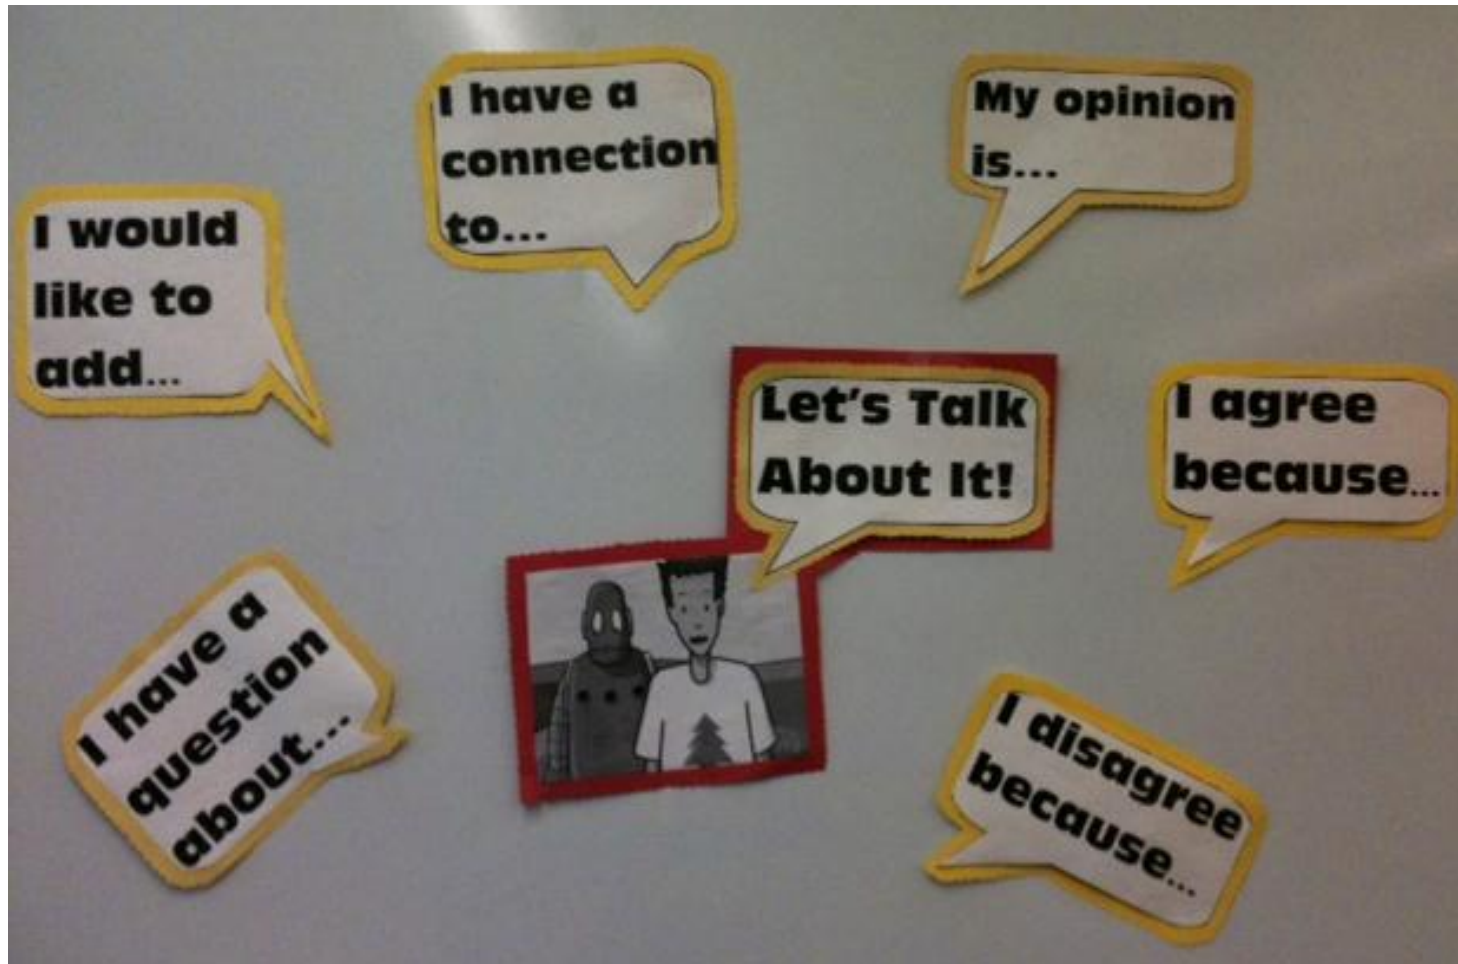 I have a
connection
to...
My opinion
is...
I would
like to
add...
Let's Talk
About It!
I agree
because...
I have a
question
about...
I disagree
because...